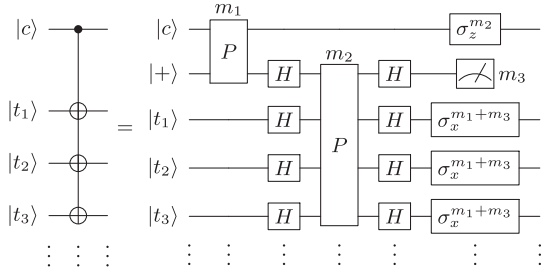 m₁
|c⟩ |c⟩ P σ_z^{m₂}
|+⟩ H m₂ H m₃
|t₁⟩ = |t₁⟩ H P H σ_x^{m₁+m₃}
|t₂⟩ |t₂⟩ H H σ_x^{m₁+m₃}
|t₃⟩ |t₃⟩ H H σ_x^{m₁+m₃}